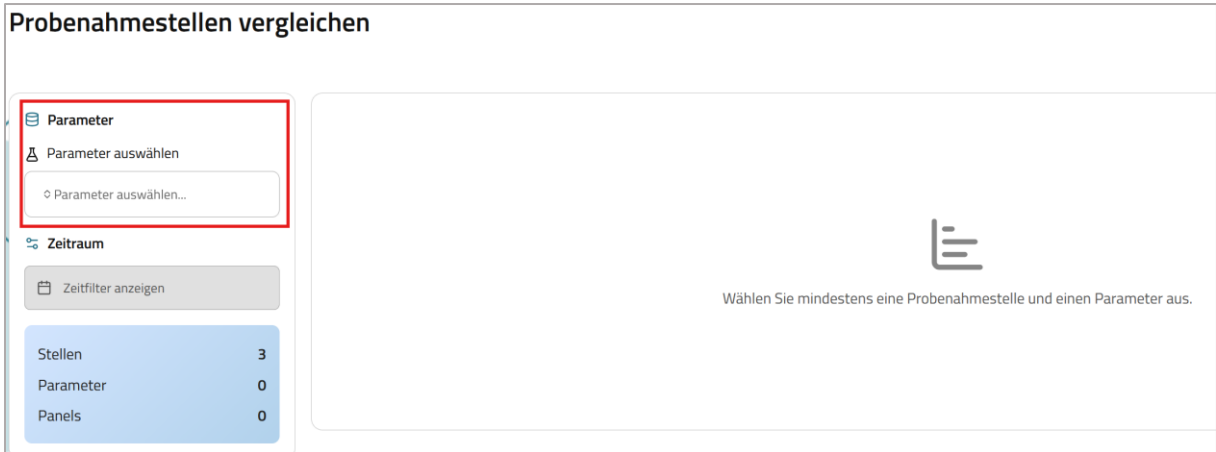 Probenahmestellen vergleichen
Parameter
Parameter auswählen
Parameter auswählen...
Zeitraum
Zeitfilter anzeigen
Stellen 3
Parameter 0
Panels 0
Wählen Sie mindestens eine Probenahmestelle und einen Parameter aus.